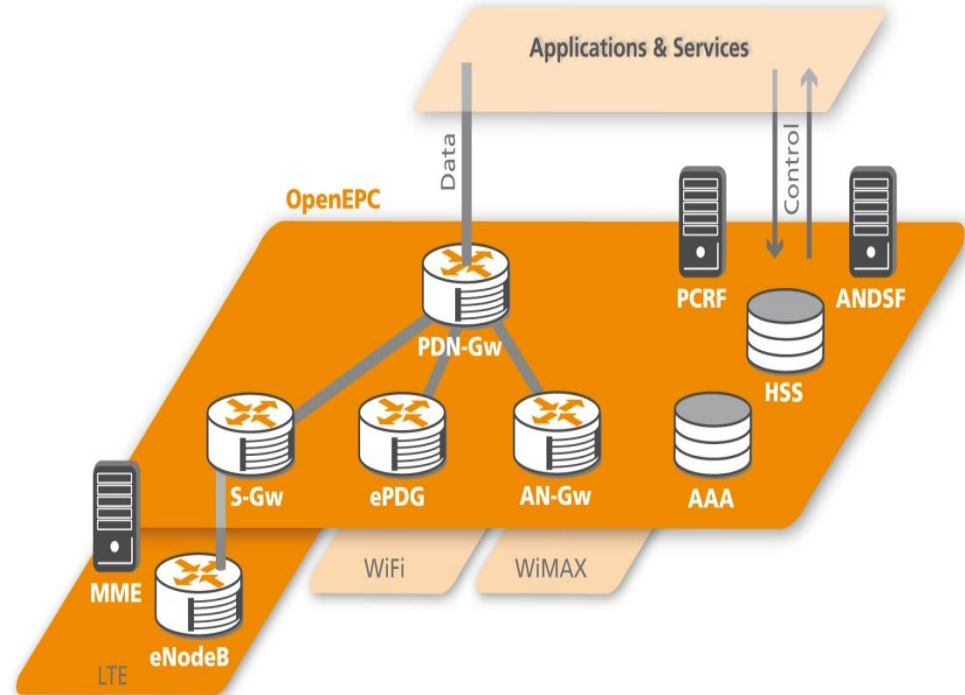 Applications & Services
Data
Control
OpenEPC
PCRF
ANDSF
PDN-Gw
HSS
S-Gw
ePDG
AN-Gw
AAA
WiFi
WiMAX
MME
eNodeB
LTE